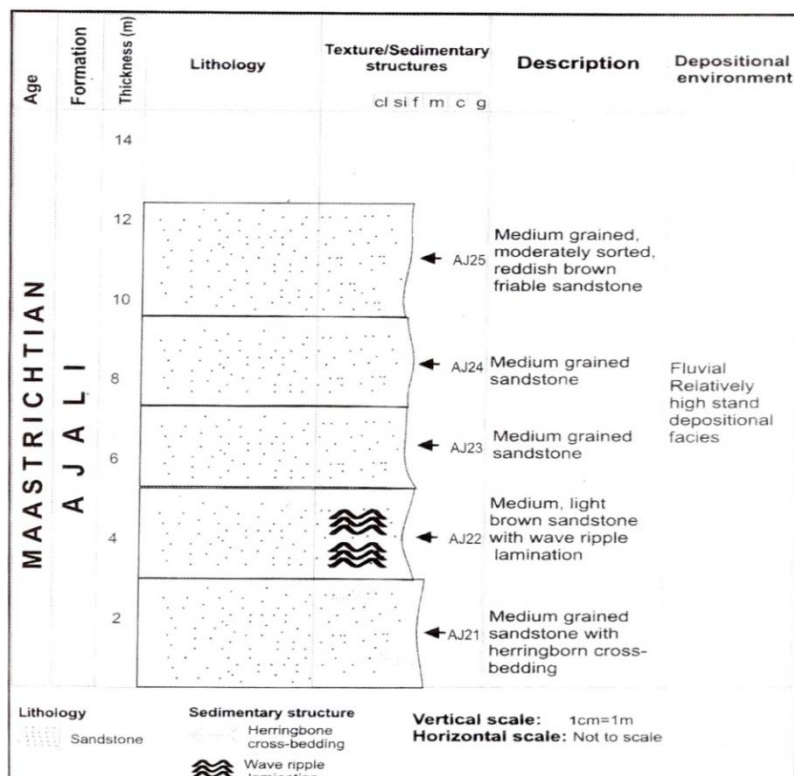 Age
Formation
Thickness (m)
Lithology
Texture/Sedimentary
structures
cl si f m c g
Description
Depositional
environment
MAASTRICHTIAN
AJALI
14
12
10
8
6
4
2
AJ25
Medium grained,
moderately sorted,
reddish brown
friable sandstone
AJ24
Medium grained
sandstone
AJ23
Medium grained
sandstone
AJ22
Medium, light
brown sandstone
with wave ripple
lamination
AJ21
Medium grained
sandstone with
herringborn cross-
bedding
Fluvial
Relatively
high stand
depositional
facies
Lithology
Sandstone
Sedimentary structure
Herringbone
cross-bedding
Wave ripple
lamination
Vertical scale: 1cm=1m
Horizontal scale: Not to scale